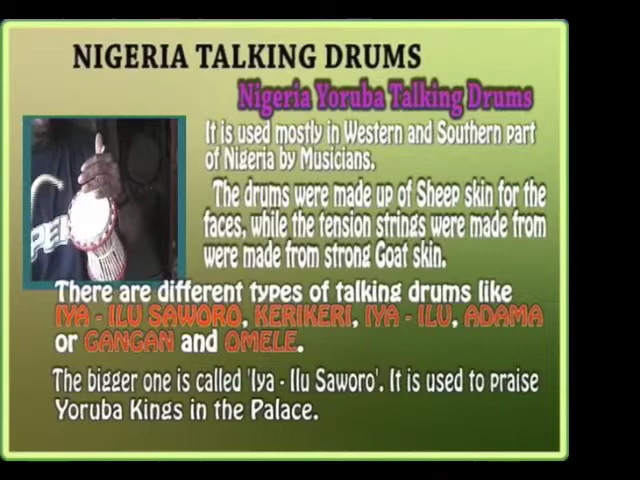 NIGERIA TALKING DRUMS
Nigeria Yoruba Talking Drums
It is used mostly in Western and Southern part
of Nigeria by Musicians.
The drums were made up of Sheep skin for the
faces, while the tension strings were made from
were made from strong Goat skin.
There are different types of talking drums like
IYA - ILU SAWORO, KERIKERI, IYA - ILU, ADAMA
or GANGAN and OMELE.
The bigger one is called 'Iya - Ilu Saworo'. It is used to praise
Yoruba Kings in the Palace.